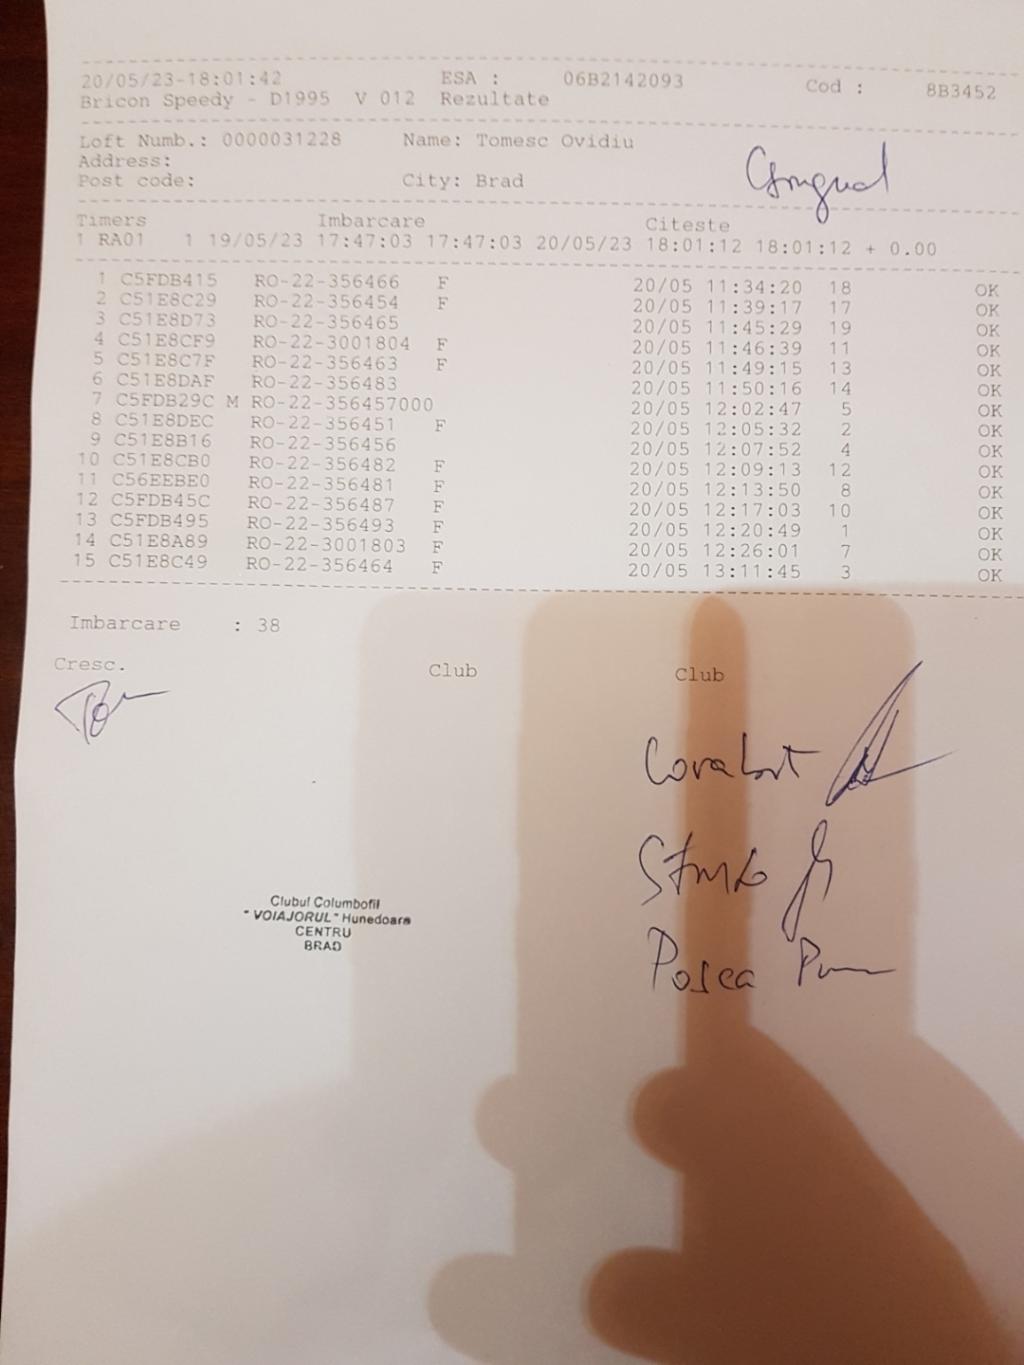 20/05/23-18:01:42 ESA : 06B2142093 Cod : 8B3452
Bricon Speedy - D1995 V 012 Rezultate
Loft Numb.: 0000031228 Name: Tomesc Ovidiu
Address:
Post code: City: Brad
Timers Imbarcare Citeste
1 RA01 1 19/05/23 17:47:03 17:47:03 20/05/23 18:01:12 18:01:12 + 0.00
1 C5FDB415 RO-22-356466 F 20/05 11:34:20 18 OK
2 C51E8C29 RO-22-356454 F 20/05 11:39:17 17 OK
3 C51E8D73 RO-22-356465 20/05 11:45:29 19 OK
4 C51E8CF9 RO-22-3001804 F 20/05 11:46:39 11 OK
5 C51E8C7F RO-22-356463 F 20/05 11:49:15 13 OK
6 C51E8DAF RO-22-356483 20/05 11:50:16 14 OK
7 C5FDB29C M RO-22-356457000 20/05 12:02:47 5 OK
8 C51E8DEC RO-22-356451 F 20/05 12:05:32 2 OK
9 C51E8B16 RO-22-356456 20/05 12:07:52 4 OK
10 C51E8CB0 RO-22-356482 F 20/05 12:09:13 12 OK
11 C56EEBE0 RO-22-356481 F 20/05 12:13:50 8 OK
12 C5FDB45C RO-22-356487 F 20/05 12:17:03 10 OK
13 C5FDB495 RO-22-356493 F 20/05 12:20:49 1 OK
14 C51E8A89 RO-22-3001803 F 20/05 12:26:01 7 OK
15 C51E8C49 RO-22-356464 F 20/05 13:11:45 3 OK
Imbarcare : 38
Cresc. Club Club
Clubul Columbofil
"VOIAJORUL" Hunedoara
CENTRU
BRAD
Posca